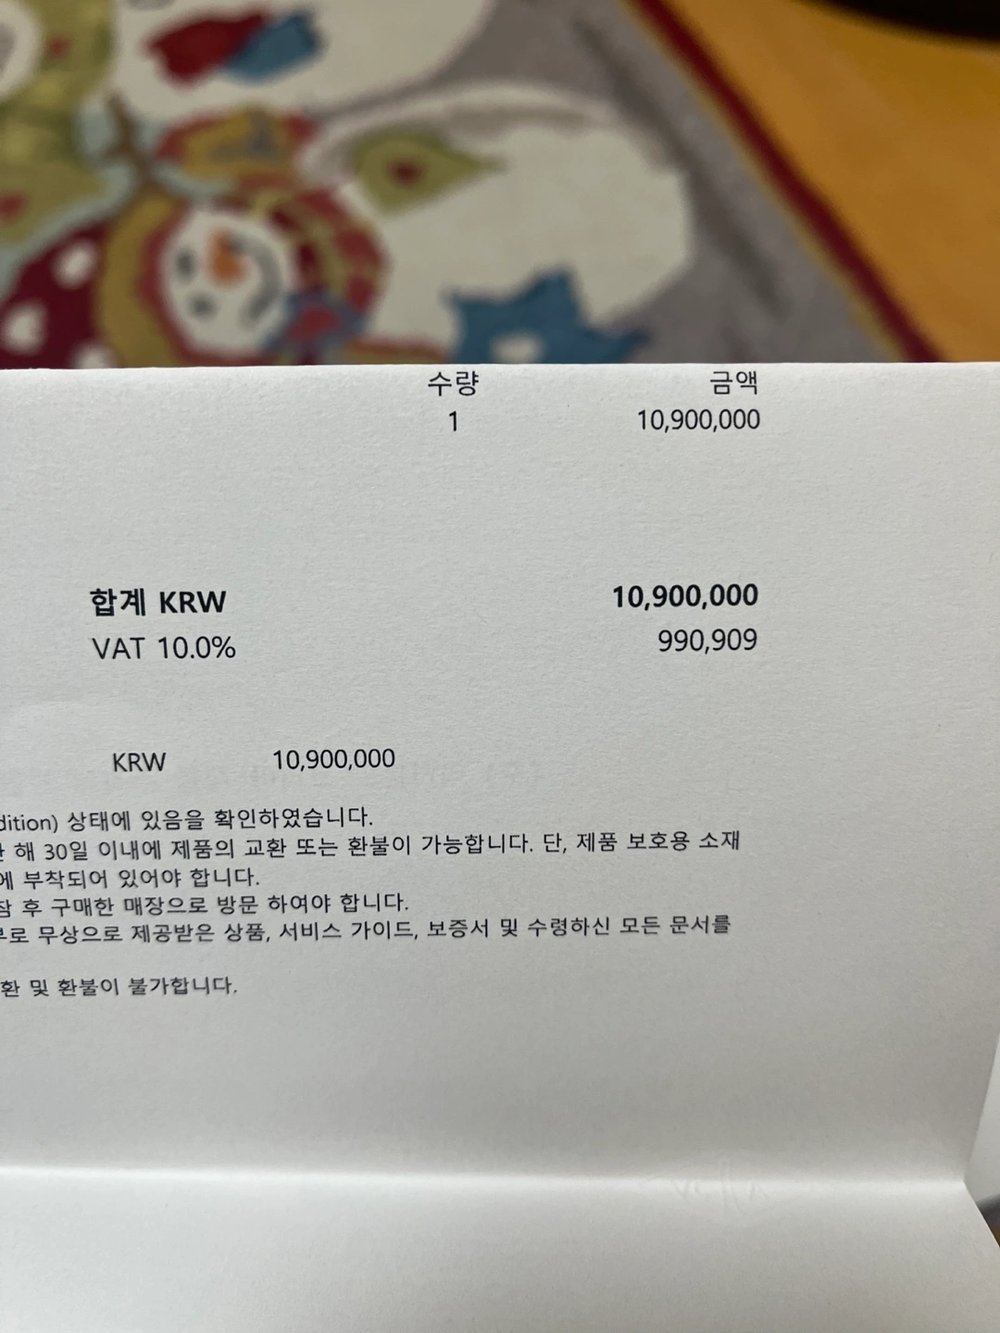 수량 금액
1 10,900,000
합계 KRW 10,900,000
VAT 10.0% 990,909
KRW 10,900,000
dition) 상태에 있음을 확인하였습니다.
해 30일 이내에 제품의 교환 또는 환불이 가능합니다. 단, 제품 보호용 소재
에 부착되어 있어야 합니다.
참 후 구매한 매장으로 방문 하여야 합니다.
로 무상으로 제공받은 상품, 서비스 가이드, 보증서 및 수령하신 모든 문서를
환 및 환불이 불가합니다.